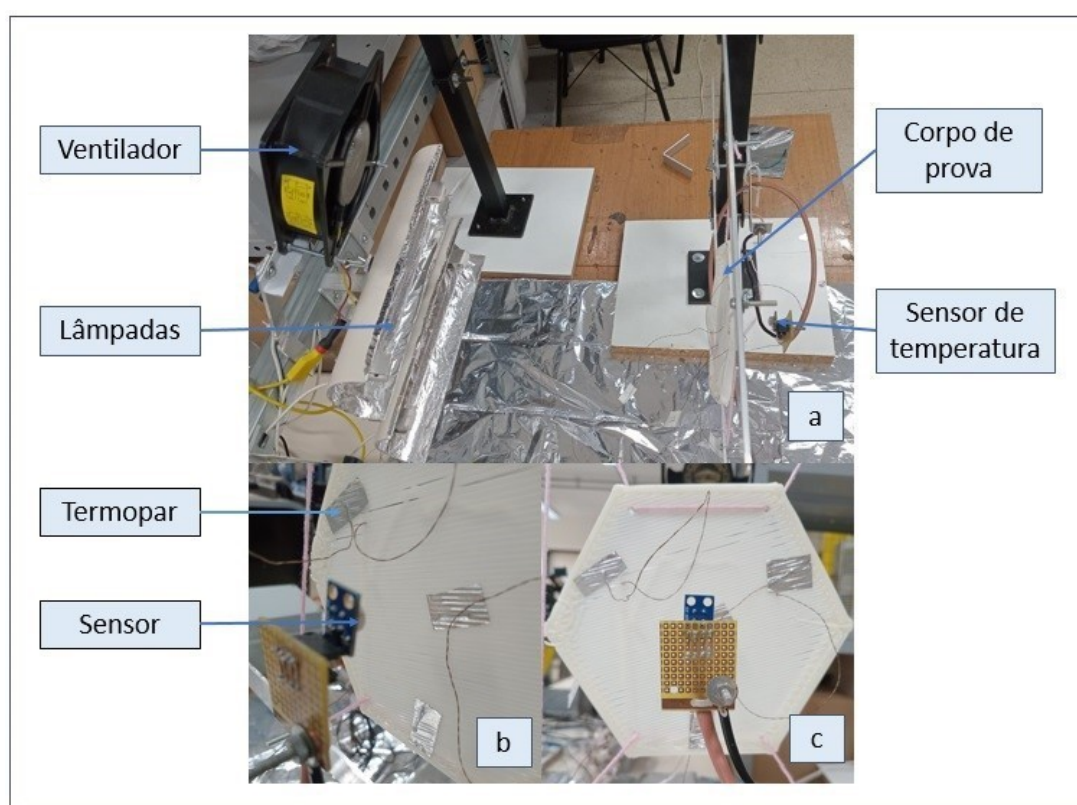 Ventilador
Corpo de
prova
Lâmpadas
Sensor de
temperatura
a
Termopar
Sensor
b
c